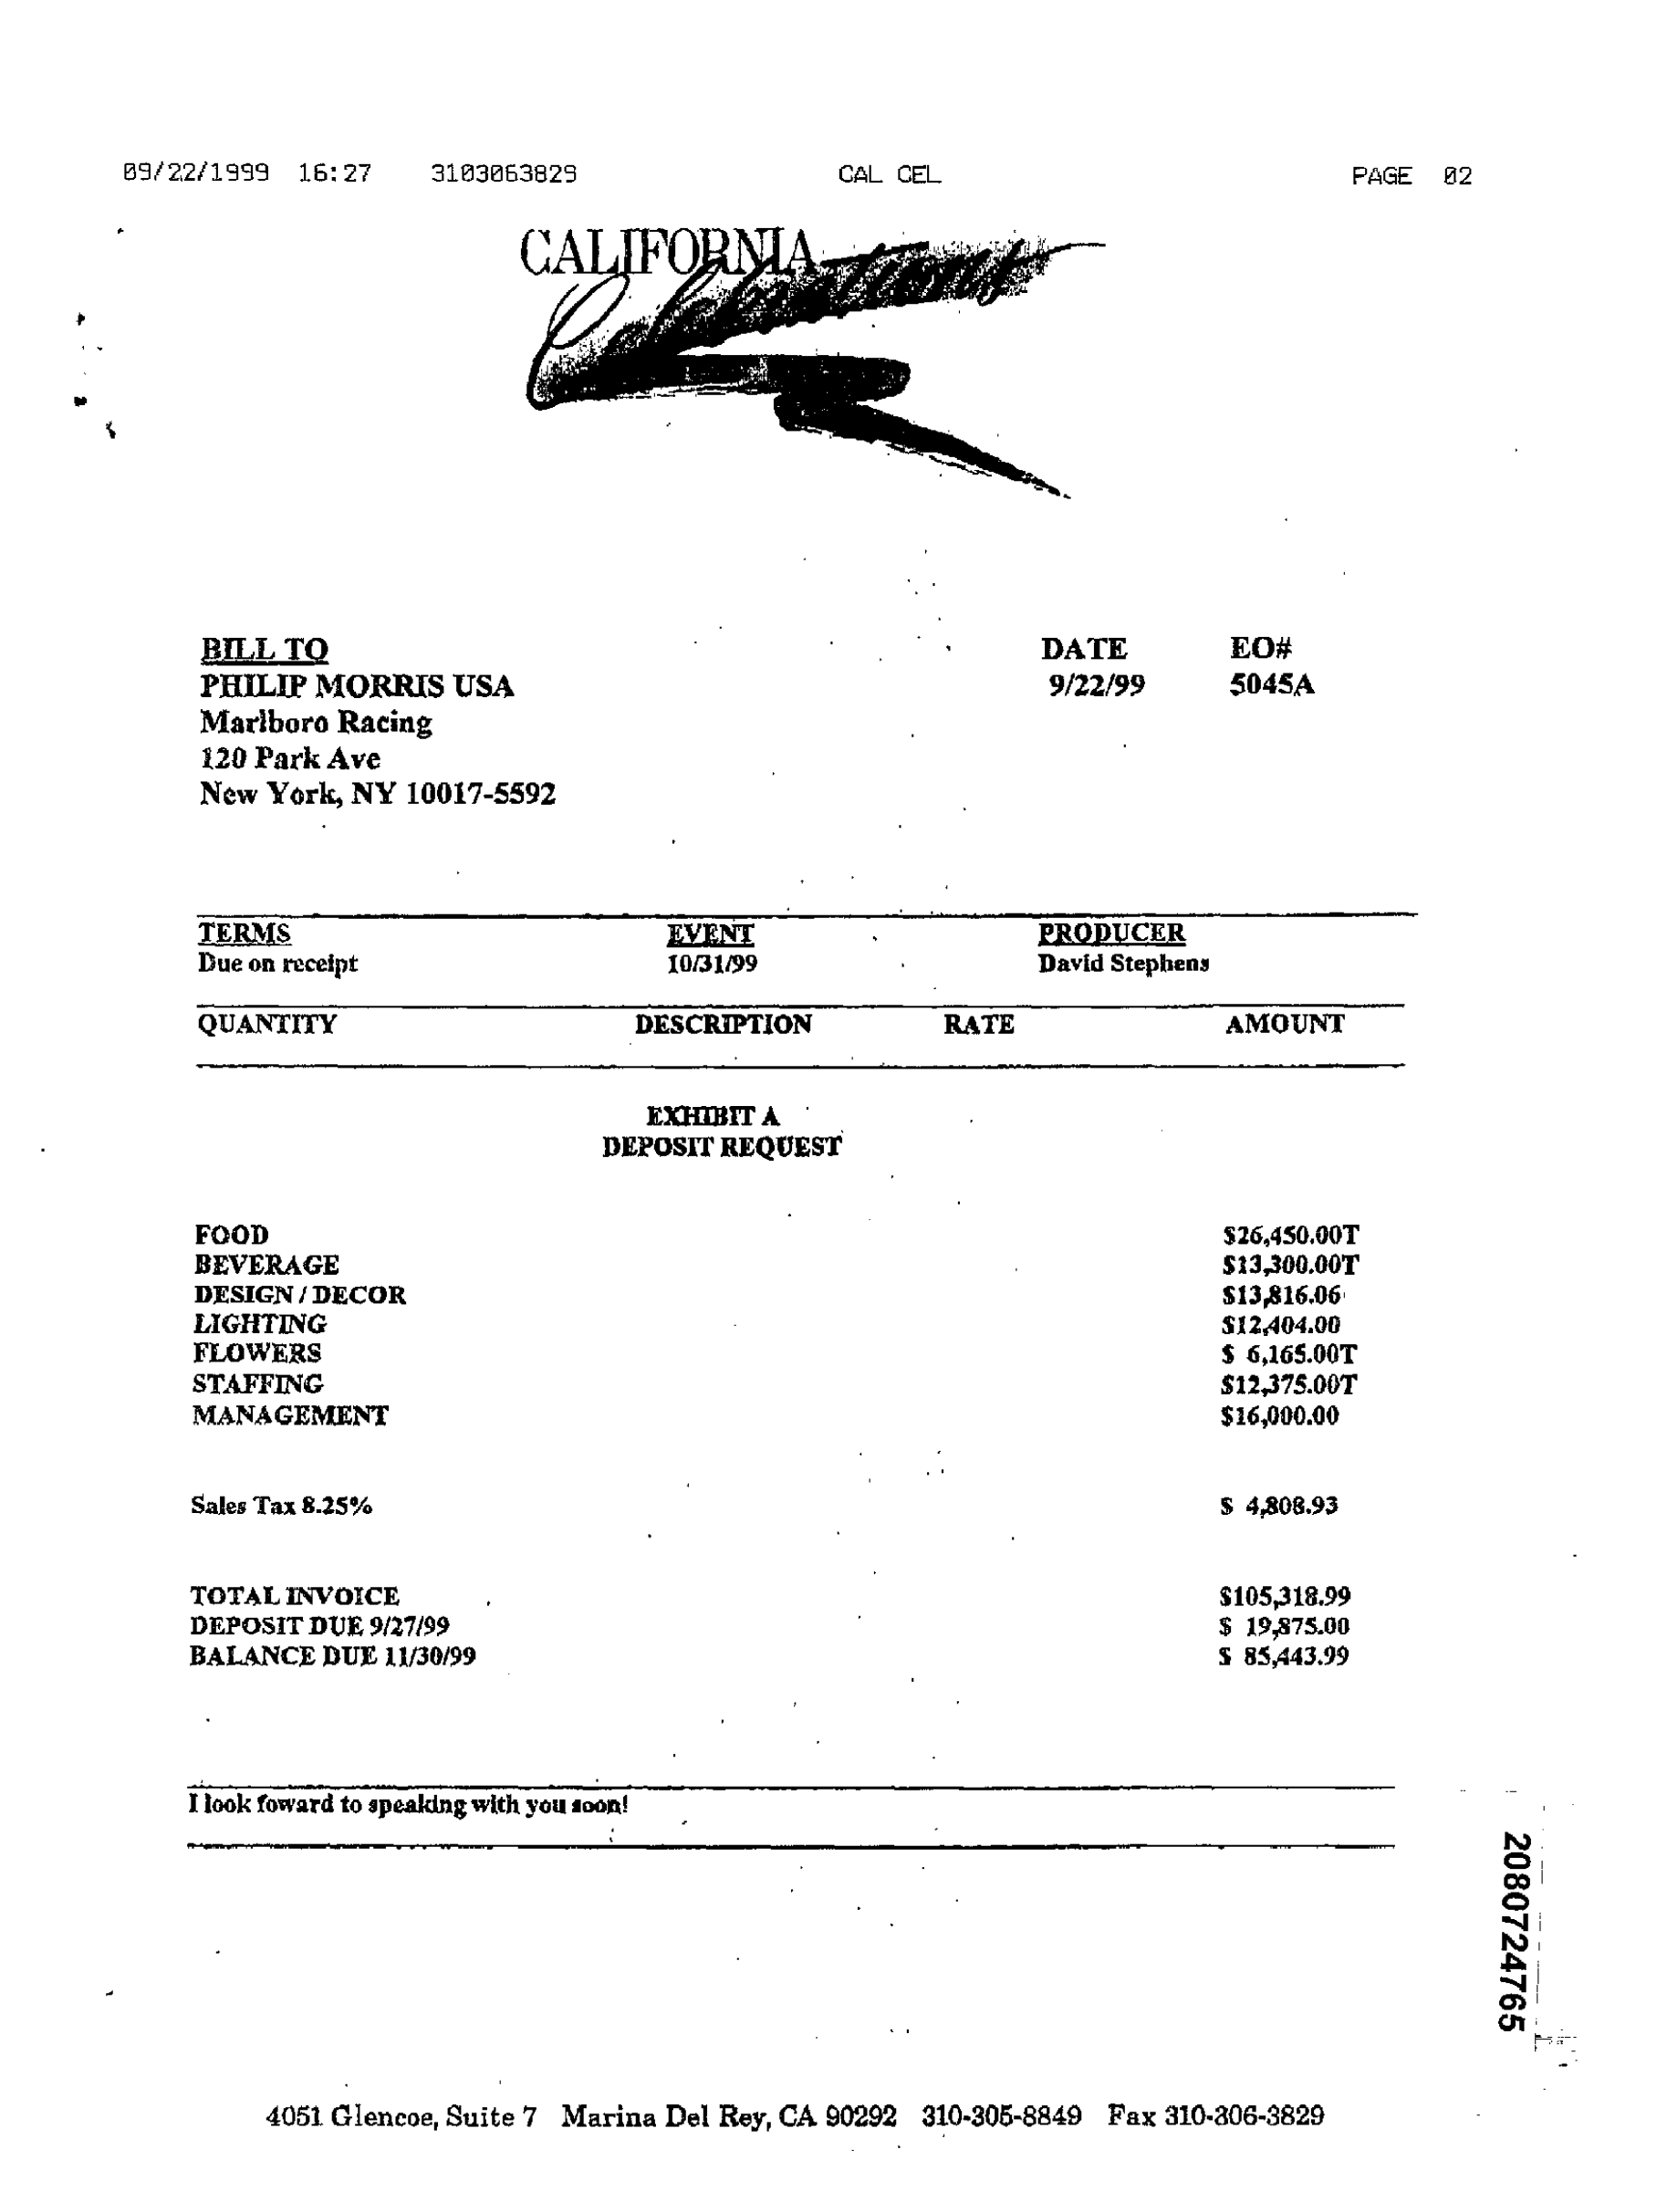 09/22/1999 16:27 3103063829 CAL CEL PAGE 02
CALIFORNIA
Celebrations
BILL TO DATE EO#
PHILIP MORRIS USA 9/22/99 5045A
Marlboro Racing
120 Park Ave
New York, NY 10017-5592
TERMS EVENT PRODUCER
Due on receipt 10/31/99 David Stephens
QUANTITY DESCRIPTION RATE AMOUNT
EXHIBIT A
DEPOSIT REQUEST
FOOD $26,450.00T
BEVERAGE $13,300.00T
DESIGN / DECOR $13,816.06
LIGHTING $12,404.00
FLOWERS $ 6,165.00T
STAFFING $12,375.00T
MANAGEMENT $16,000.00
Sales Tax 8.25% $ 4,808.93
TOTAL INVOICE $105,318.99
DEPOSIT DUE 9/27/99 $ 19,875.00
BALANCE DUE 11/30/99 $ 85,443.99
I look foward to speaking with you soon!
2080724765
4051 Glencoe, Suite 7 Marina Del Rey, CA 90292 310-305-8849 Fax 310-306-3829